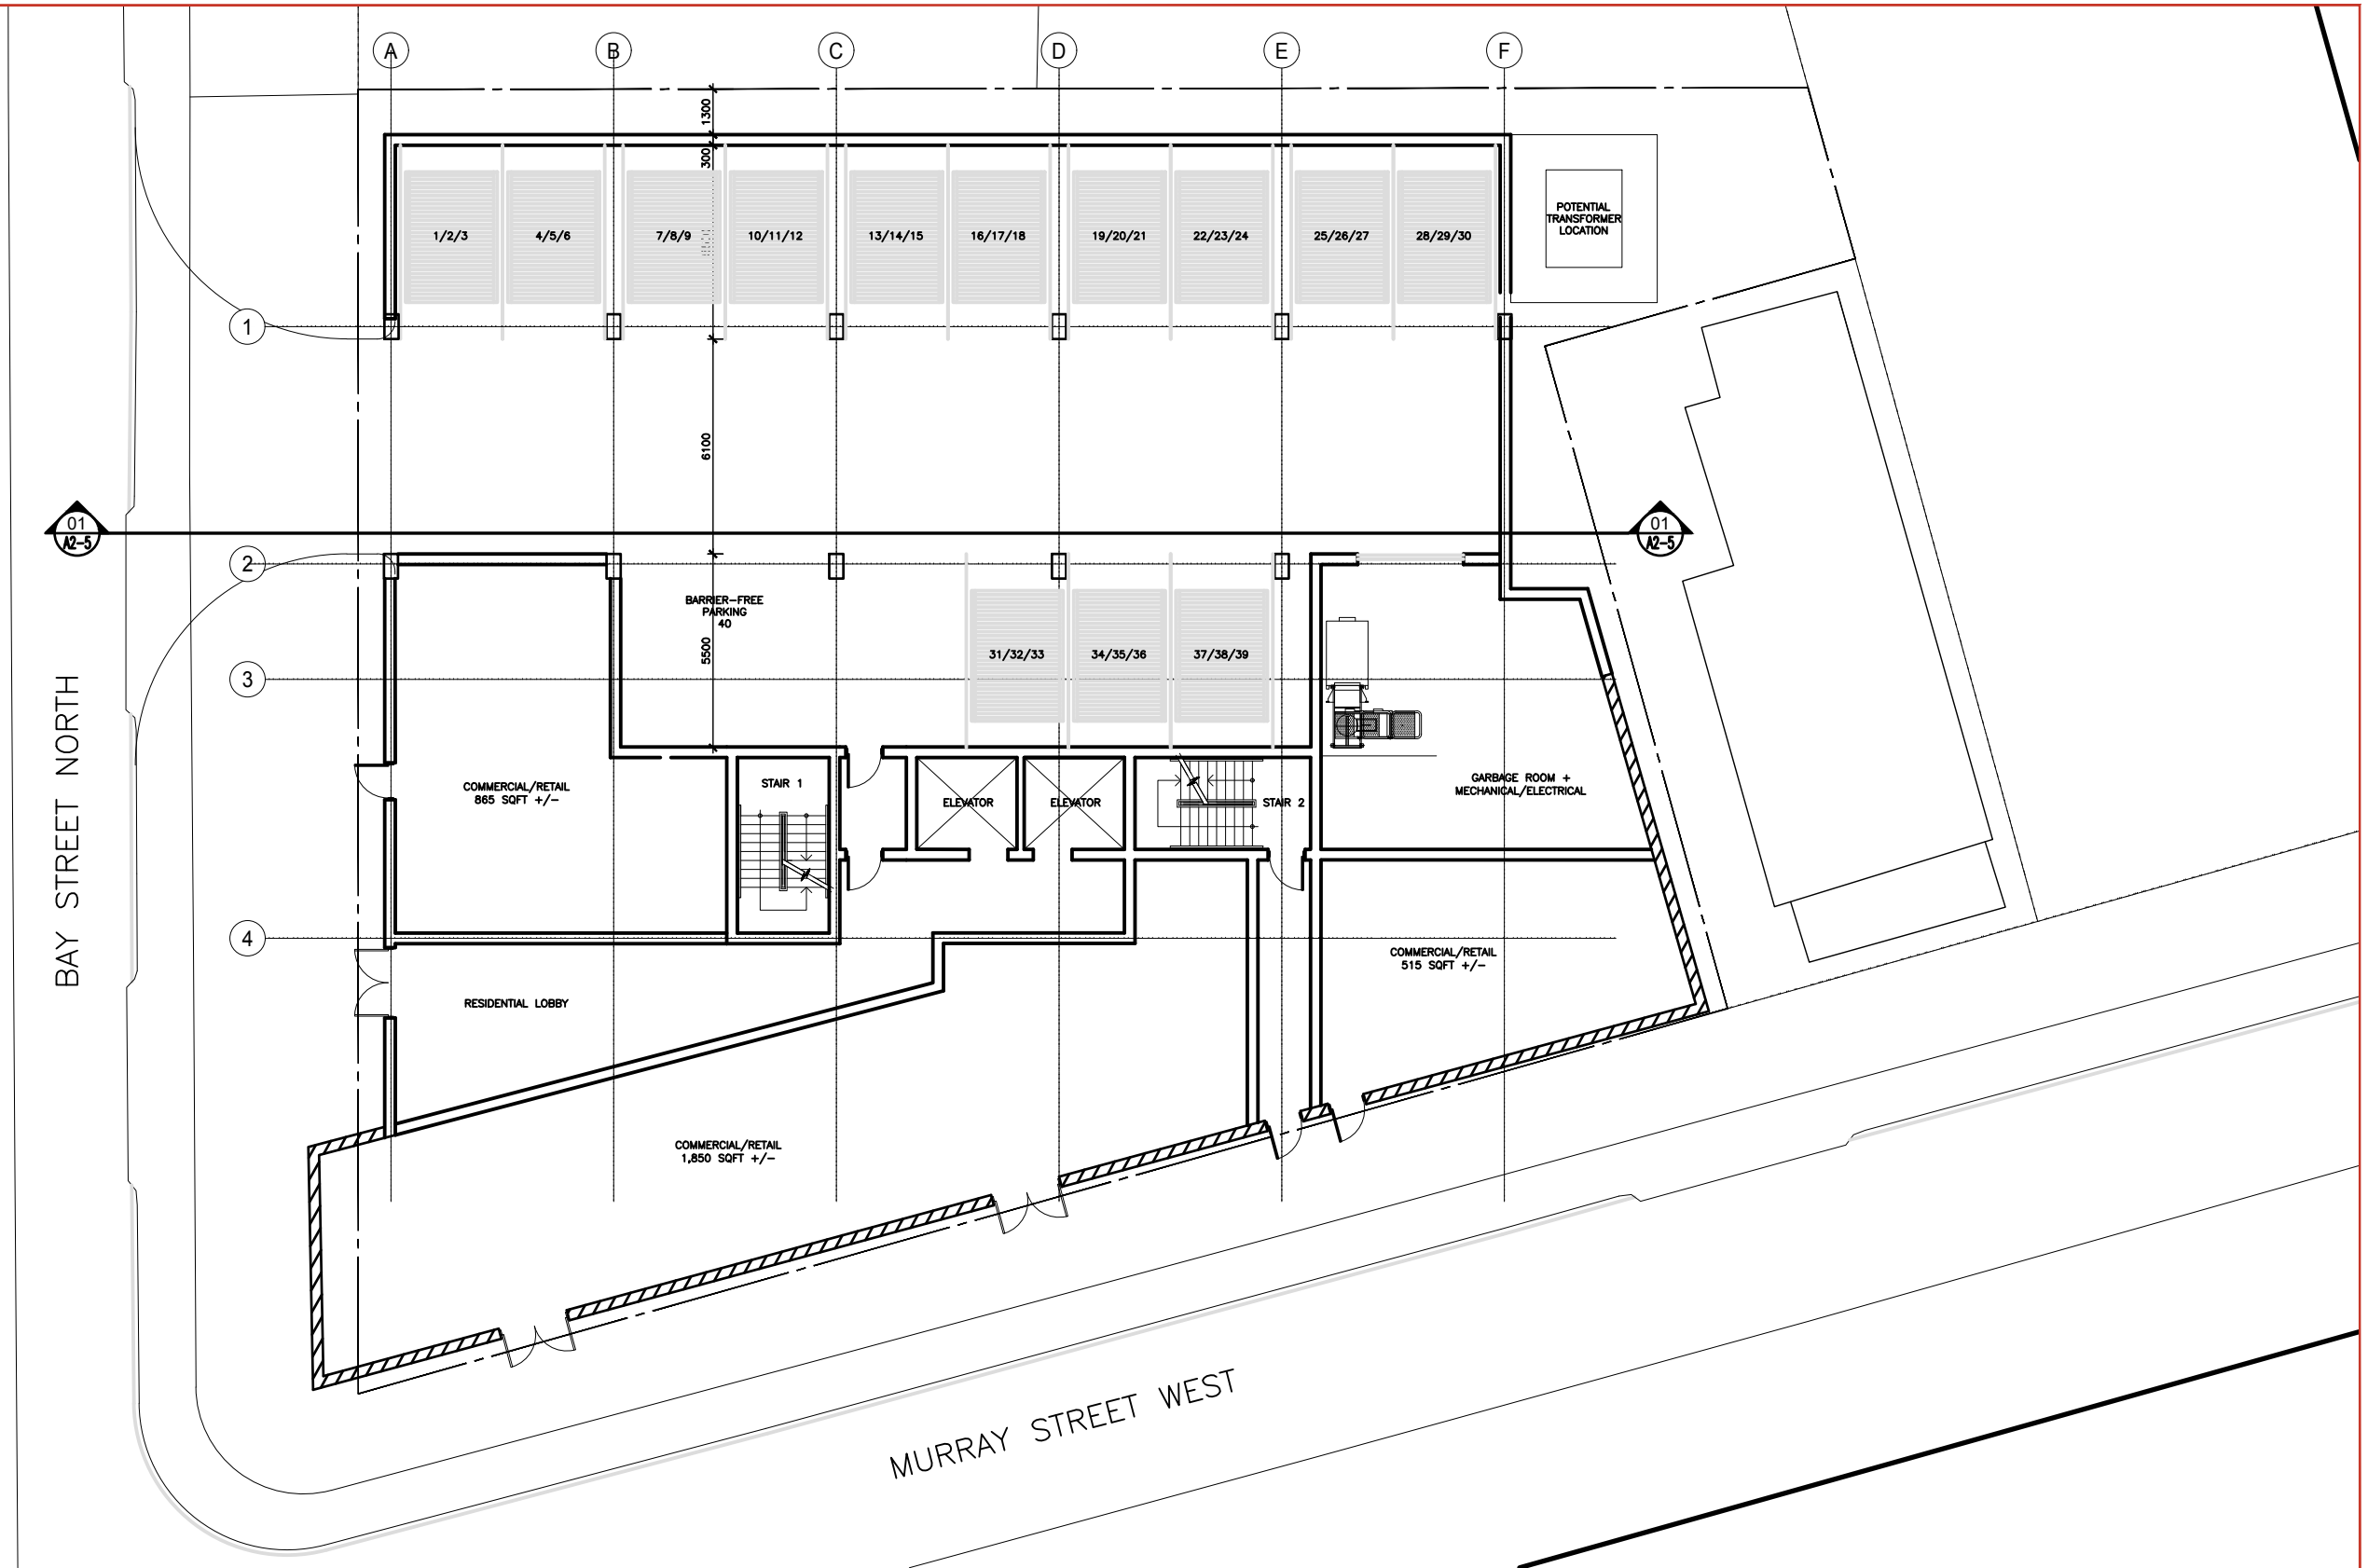 A
B
C
D
E
F
1300
300
1/2/3
4/5/6
7/8/9
10/11/12
13/14/15
16/17/18
19/20/21
22/23/24
25/26/27
28/29/30
POTENTIAL
TRANSFORMER
LOCATION
1
6100
01
A2-5
01
A2-5
2
BARRIER-FREE
PARKING
40
5500
31/32/33
34/35/36
37/38/39
3
BAY STREET NORTH
COMMERCIAL/RETAIL
865 SQFT +/-
STAIR 1
ELEVATOR
ELEVATOR
STAIR 2
GARBAGE ROOM +
MECHANICAL/ELECTRICAL
4
COMMERCIAL/RETAIL
515 SQFT +/-
RESIDENTIAL LOBBY
COMMERCIAL/RETAIL
1,850 SQFT +/-
MURRAY STREET WEST